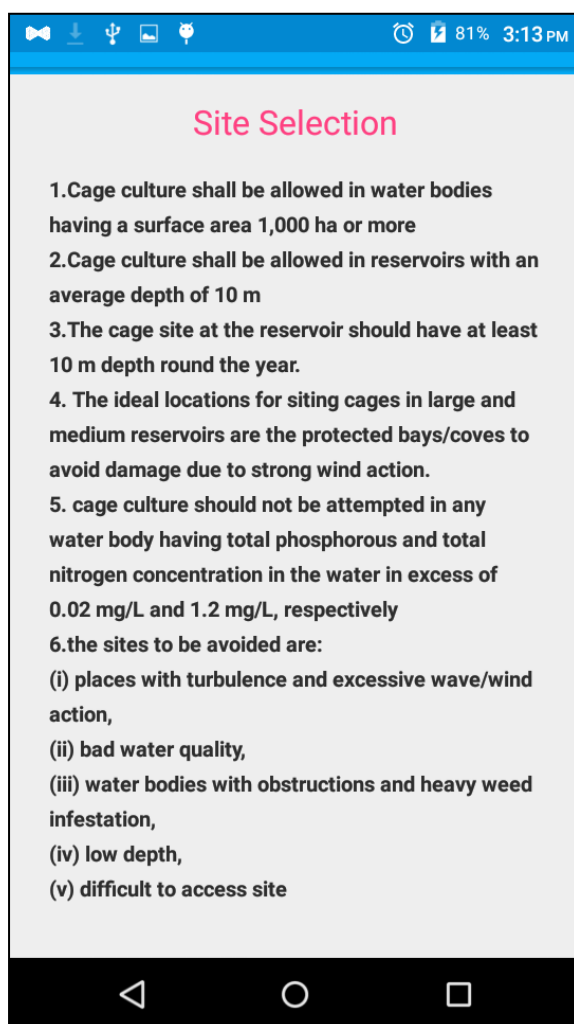 81% 3:13 PM
Site Selection
1.Cage culture shall be allowed in water bodies
having a surface area 1,000 ha or more
2.Cage culture shall be allowed in reservoirs with an
average depth of 10 m
3.The cage site at the reservoir should have at least
10 m depth round the year.
4. The ideal locations for siting cages in large and
medium reservoirs are the protected bays/coves to
avoid damage due to strong wind action.
5. cage culture should not be attempted in any
water body having total phosphorous and total
nitrogen concentration in the water in excess of
0.02 mg/L and 1.2 mg/L, respectively
6.the sites to be avoided are:
(i) places with turbulence and excessive wave/wind
action,
(ii) bad water quality,
(iii) water bodies with obstructions and heavy weed
infestation,
(iv) low depth,
(v) difficult to access site